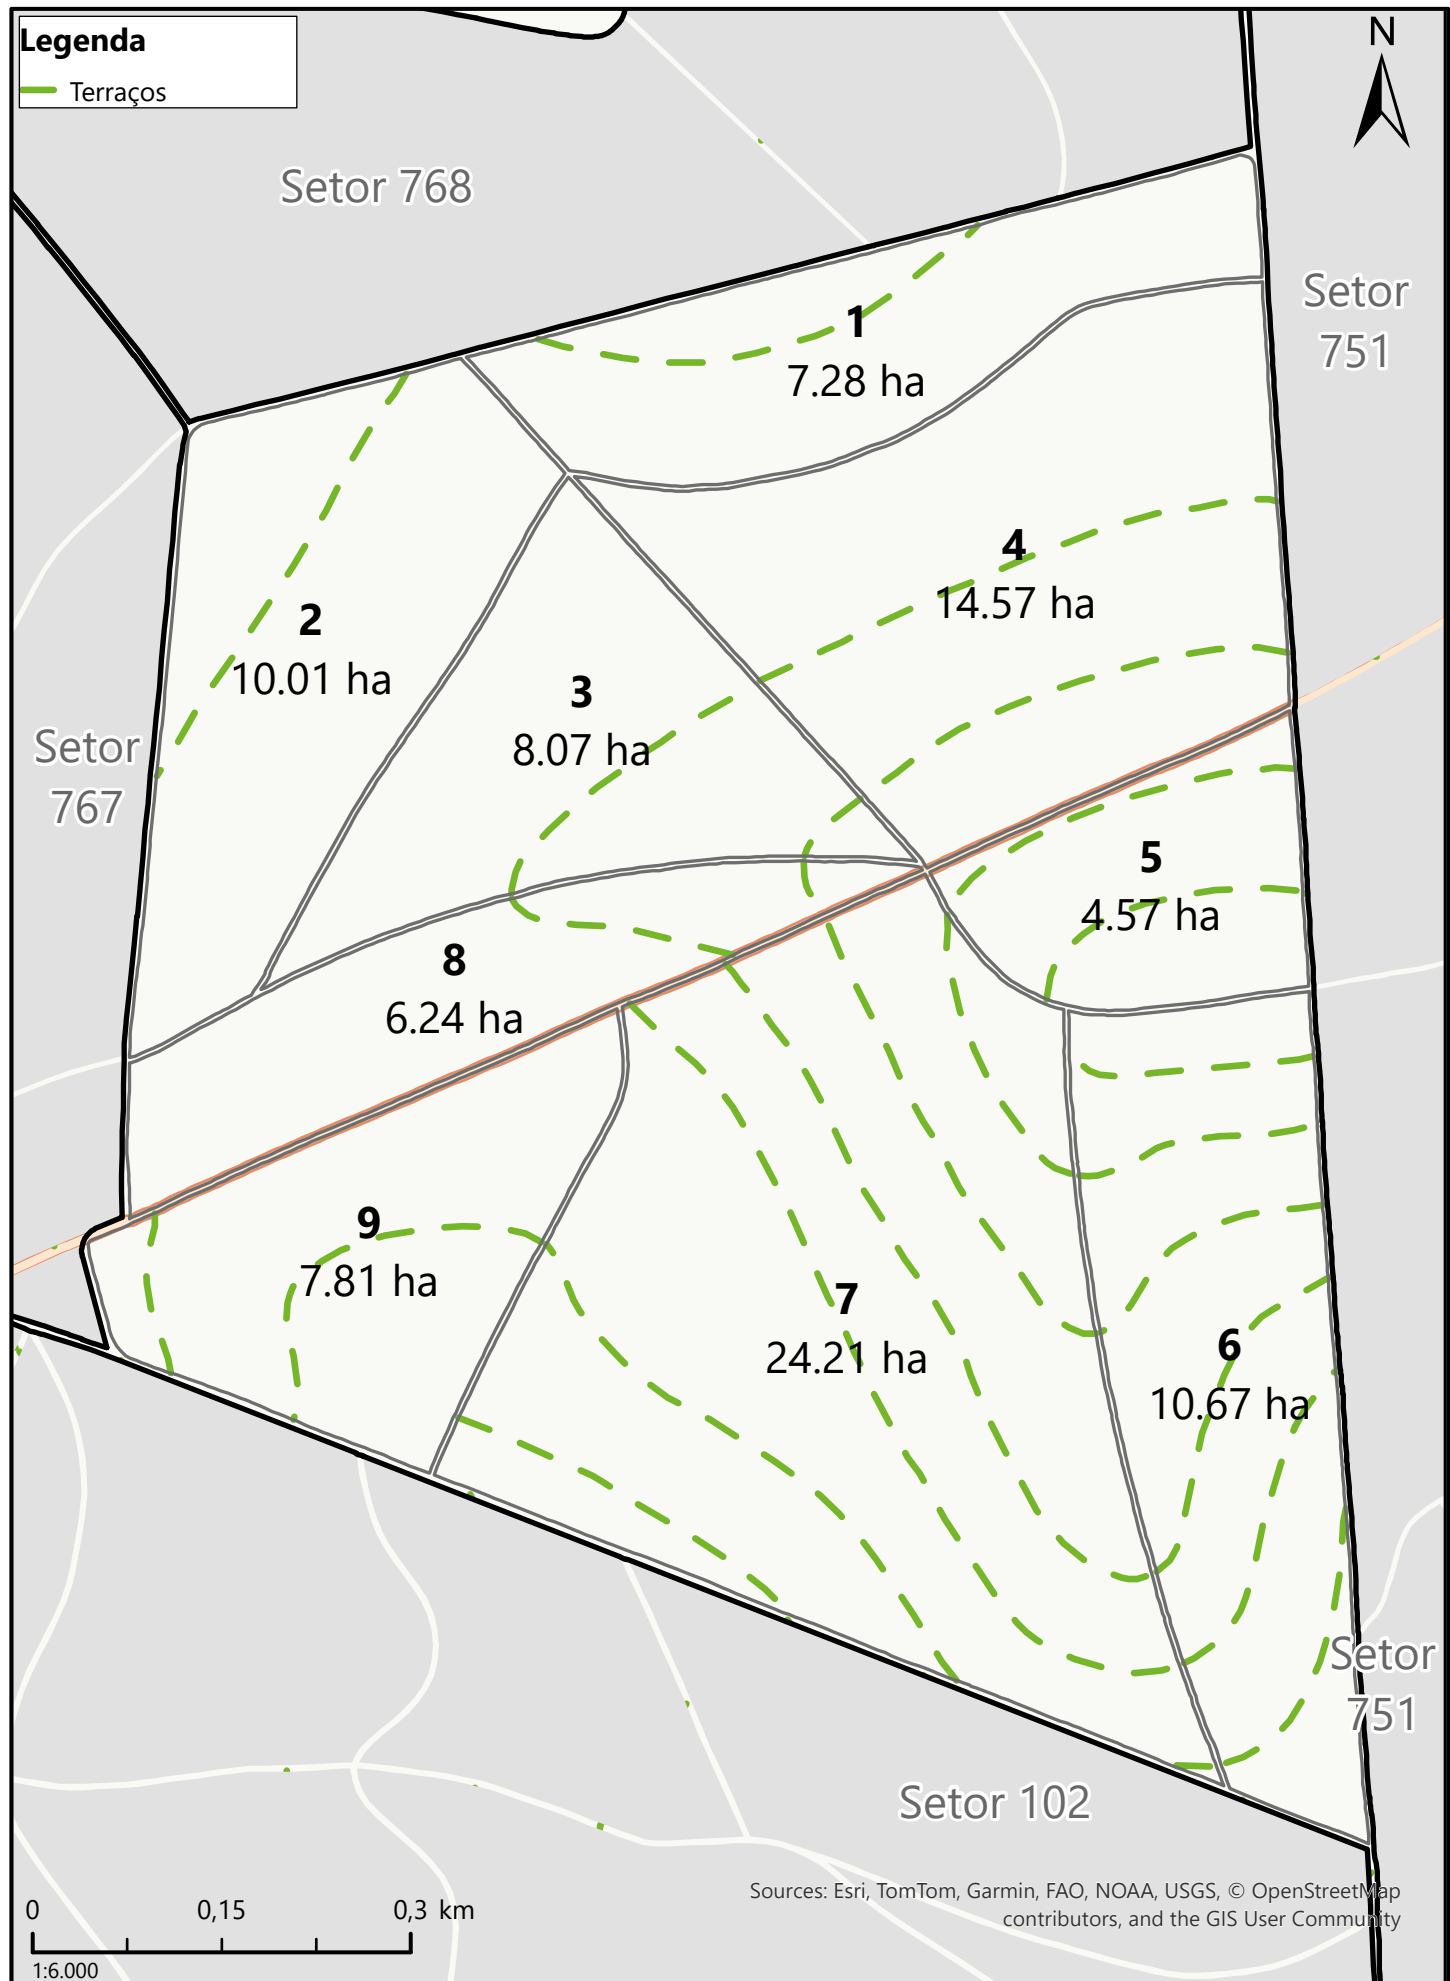 Legenda
Terraços
N
Setor 768
Setor
751
1
7.28 ha
4
14.57 ha
2
10.01 ha
3
8.07 ha
Setor
767
5
4.57 ha
8
6.24 ha
9
7.81 ha
7
24.21 ha
6
10.67 ha
Setor
751
Setor 102
Sources: Esri, TomTom, Garmin, FAO, NOAA, USGS, © OpenStreetMap
contributors, and the GIS User Community
0 0,15 0,3 km
1:6.000